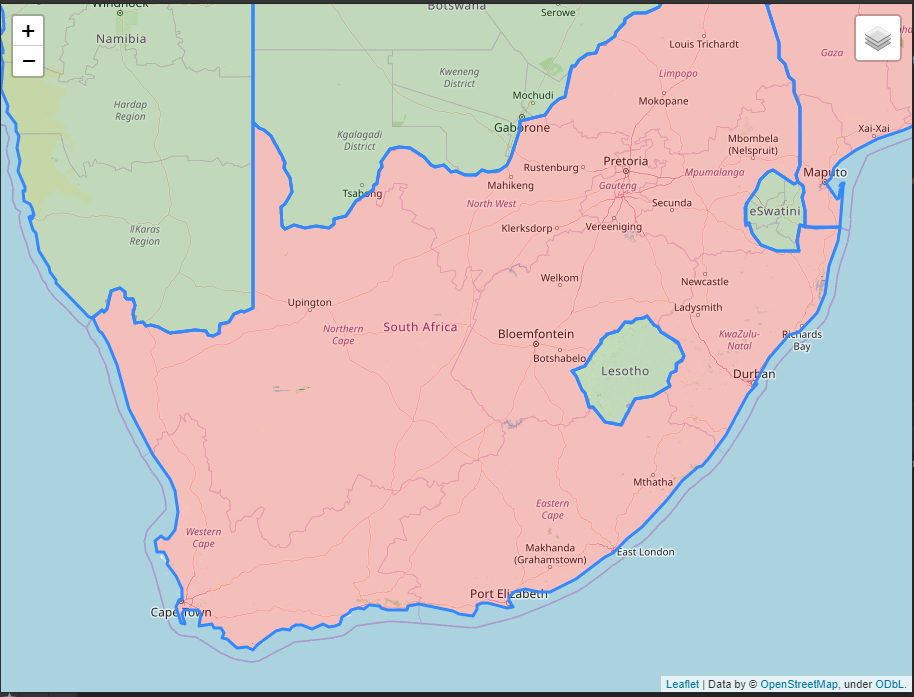 Windhoek
Botswana
Serowe
+
Namibia
Louis Trichardt
Gaza
−
Kweneng
District
Limpopo
Mochudi
Mokopane
Hardap
Region
Gaborone
Xai-Xai
Kgalagadi
District
Mbombela
(Nelspruit)
Rustenburg
Pretoria
Maputo
Mpumalanga
Mahikeng
Gauteng
Tsabong
North West
Secunda
eSwatini
Klerksdorp
Vereeniging
ǁKaras
Region
Welkom
Newcastle
Upington
Ladysmith
Northern
Cape
South Africa
Bloemfontein
KwaZulu-
Natal
Richards
Bay
Botshabelo
Lesotho
Durban
Mthatha
Eastern
Cape
Western
Cape
Makhanda
(Grahamstown)
East London
Port Elizabeth
Cape Town
Leaflet | Data by © OpenStreetMap, under ODbL.